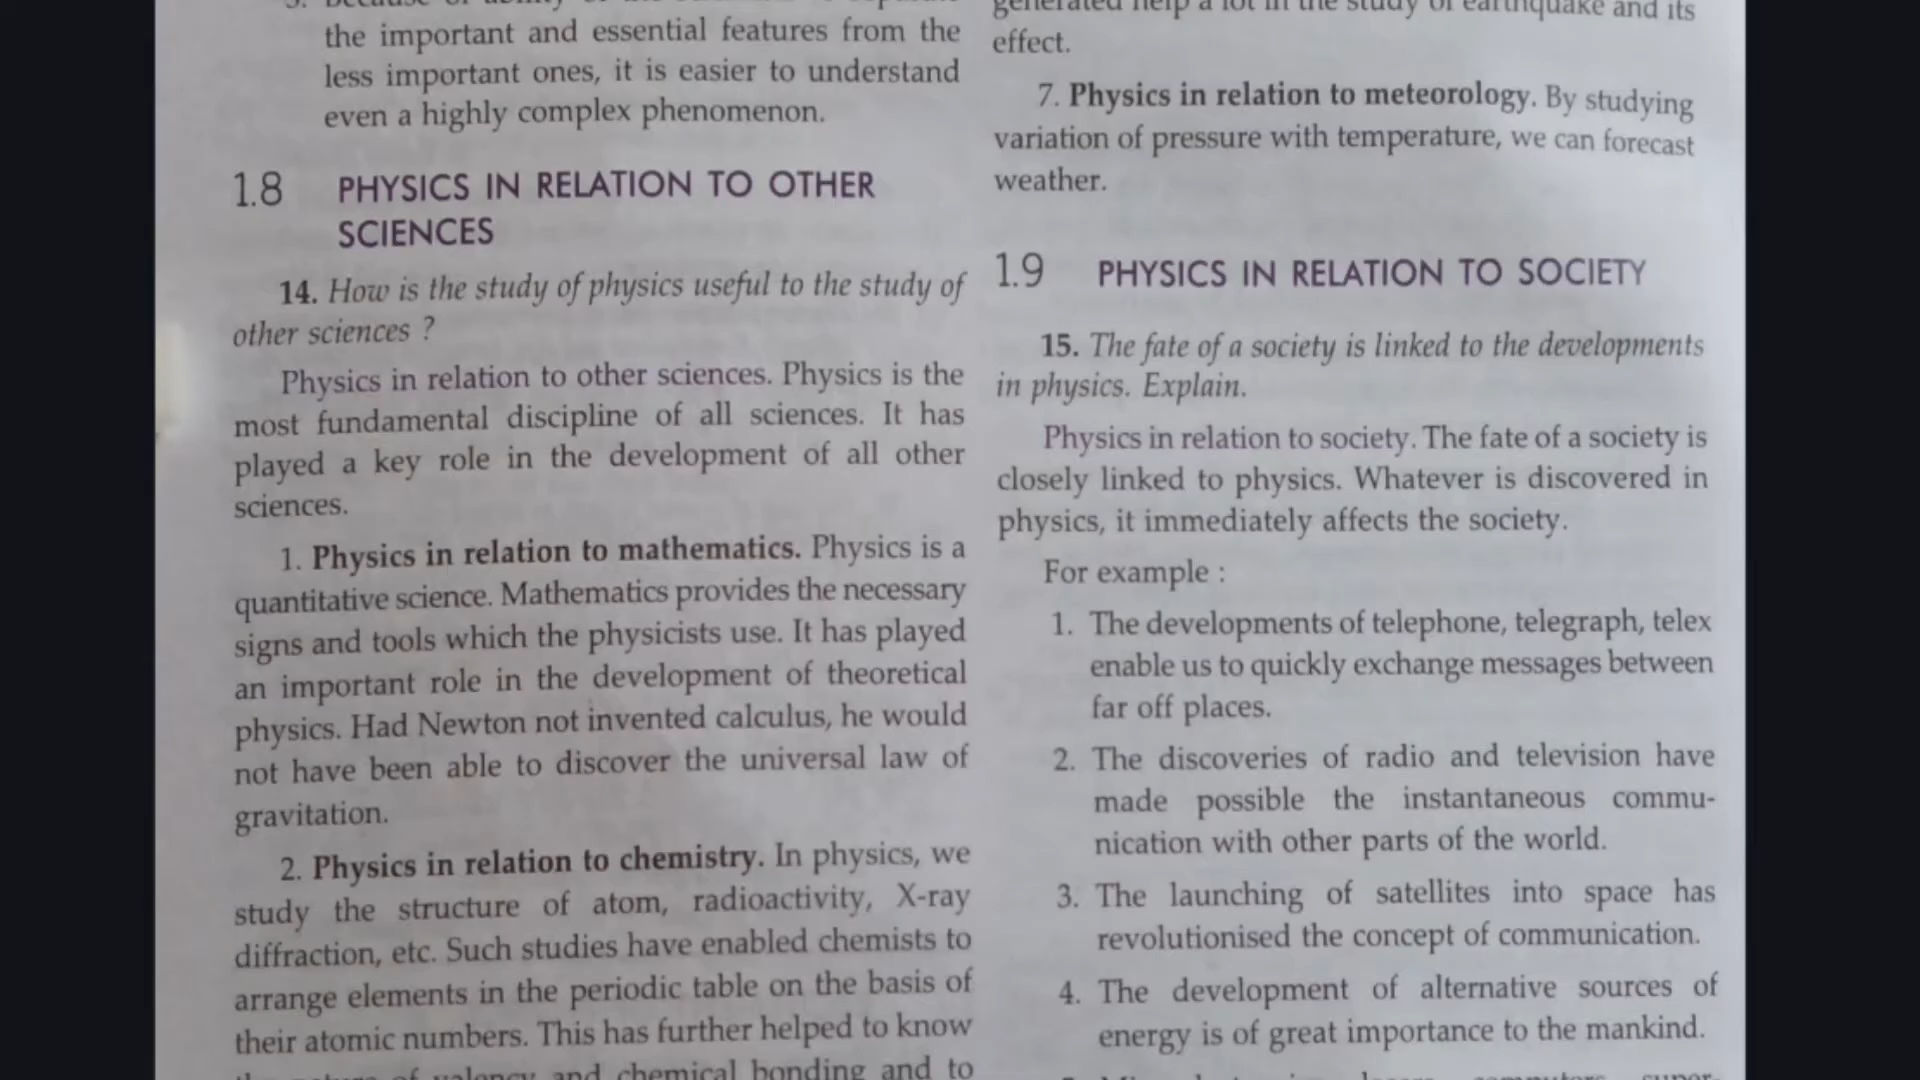 the important and essential features from the
less important ones, it is easier to understand
even a highly complex phenomenon.
1.8 PHYSICS IN RELATION TO OTHER
SCIENCES
14. How is the study of physics useful to the study of
other sciences ?
Physics in relation to other sciences. Physics is the
most fundamental discipline of all sciences. It has
played a key role in the development of all other
sciences.
1. Physics in relation to mathematics. Physics is a
quantitative science. Mathematics provides the necessary
signs and tools which the physicists use. It has played
an important role in the development of theoretical
physics. Had Newton not invented calculus, he would
not have been able to discover the universal law of
gravitation.
2. Physics in relation to chemistry. In physics, we
study the structure of atom, radioactivity, X-ray
diffraction, etc. Such studies have enabled chemists to
arrange elements in the periodic table on the basis of
their atomic numbers. This has further helped to know
the nature of valency and chemical bonding and to
generated help a lot in the study of earthquake and its
effect.
7. Physics in relation to meteorology. By studying
variation of pressure with temperature, we can forecast
weather.
1.9 PHYSICS IN RELATION TO SOCIETY
15. The fate of a society is linked to the developments
in physics. Explain.
Physics in relation to society. The fate of a society is
closely linked to physics. Whatever is discovered in
physics, it immediately affects the society.
For example :
1. The developments of telephone, telegraph, telex
enable us to quickly exchange messages between
far off places.
2. The discoveries of radio and television have
made possible the instantaneous commu-
nication with other parts of the world.
3. The launching of satellites into space has
revolutionised the concept of communication.
4. The development of alternative sources of
energy is of great importance to the mankind.